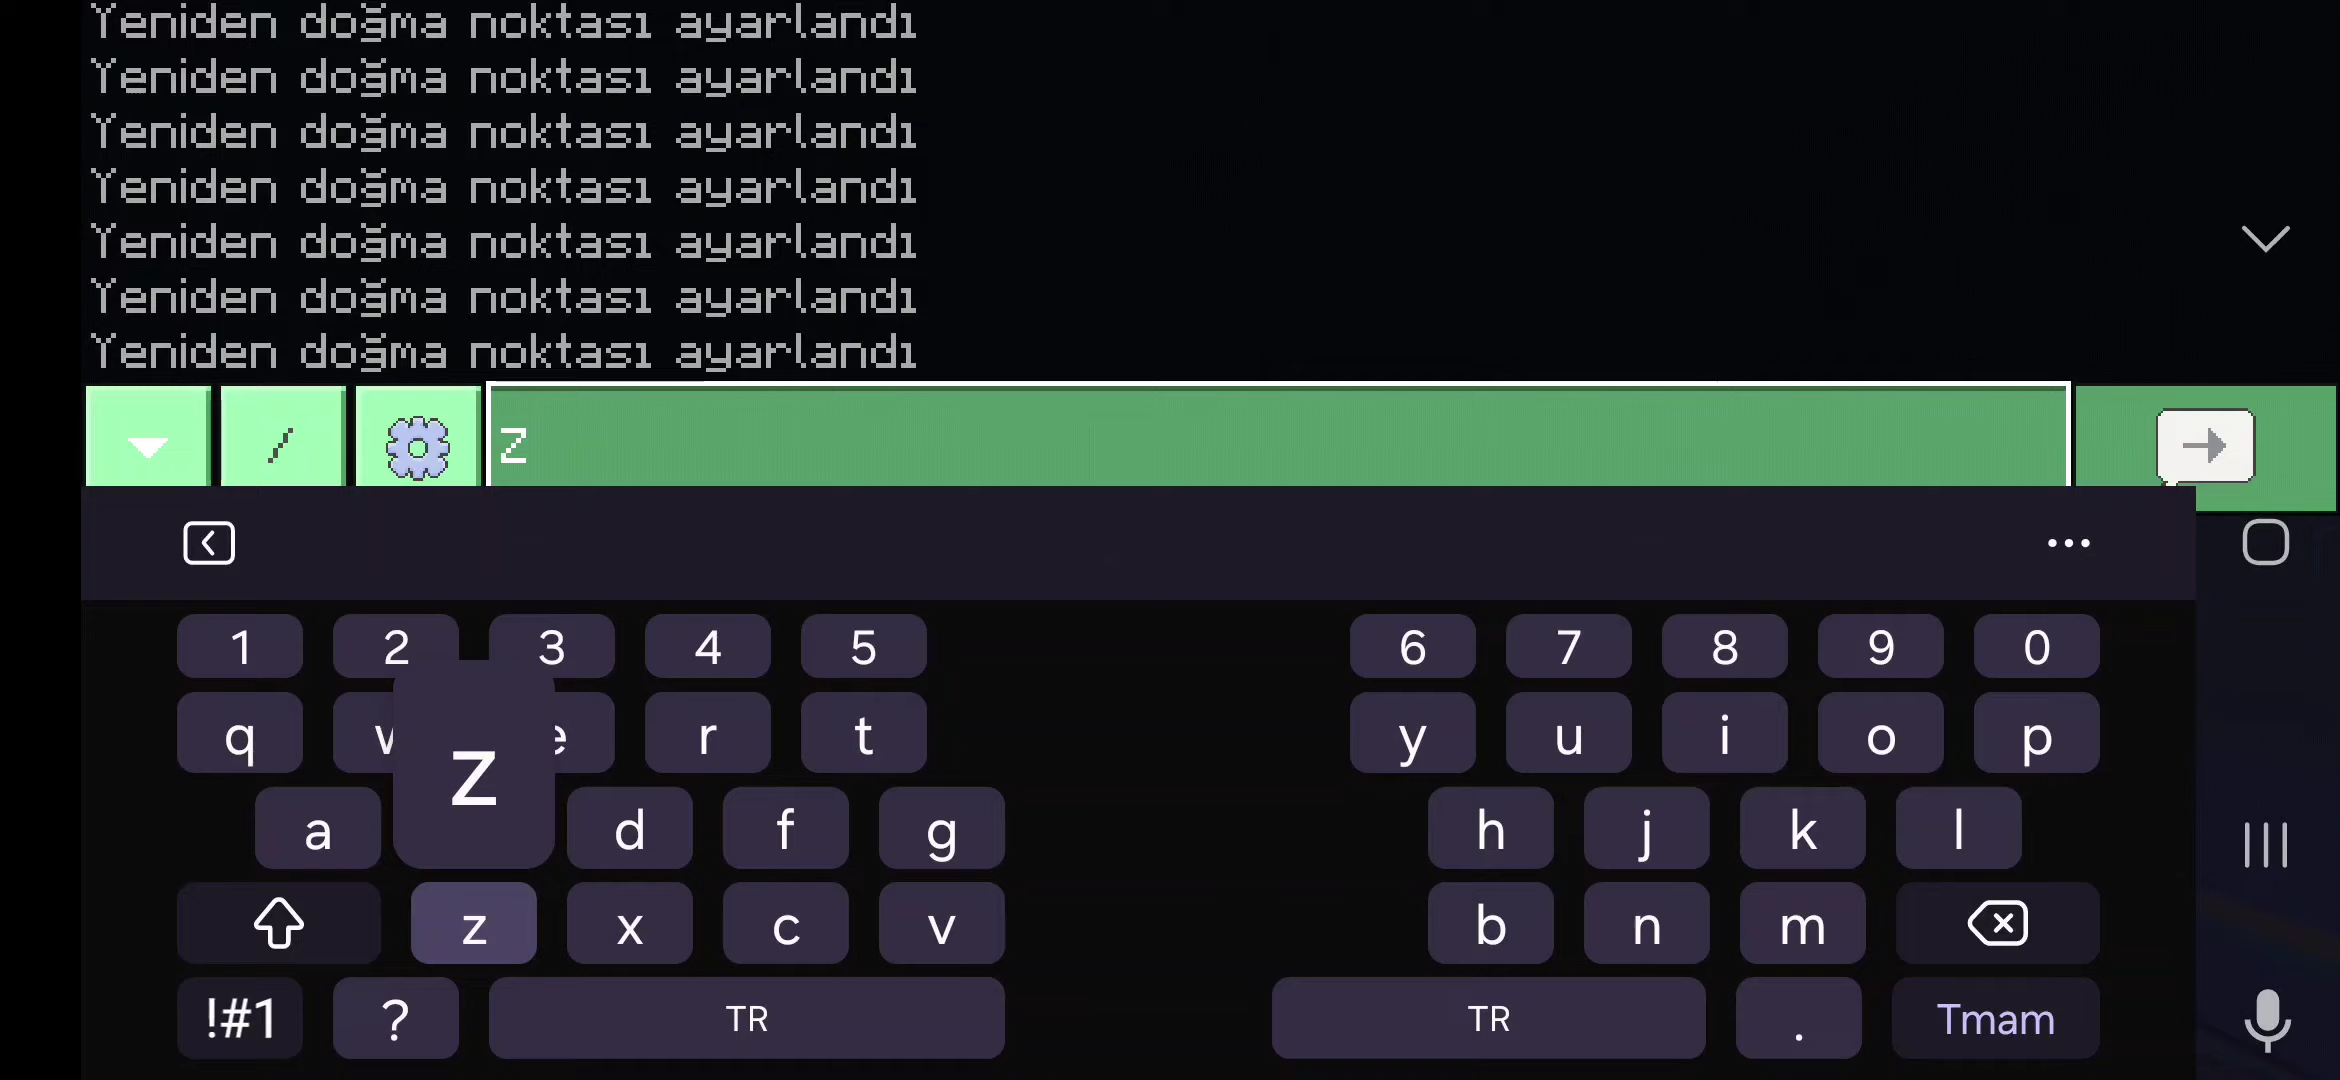 Yeniden doğma noktası ayarlandı
Yeniden doğma noktası ayarlandı
Yeniden doğma noktası ayarlandı
Yeniden doğma noktası ayarlandı
Yeniden doğma noktası ayarlandı
Yeniden doğma noktası ayarlandı
Yeniden doğma noktası ayarlandı
/ z
1 2 3 4 5 6 7 8 9 0
q w e r t y u i o p
a z d f g h j k l
z x c v b n m
!#1 ? TR TR . Tmam